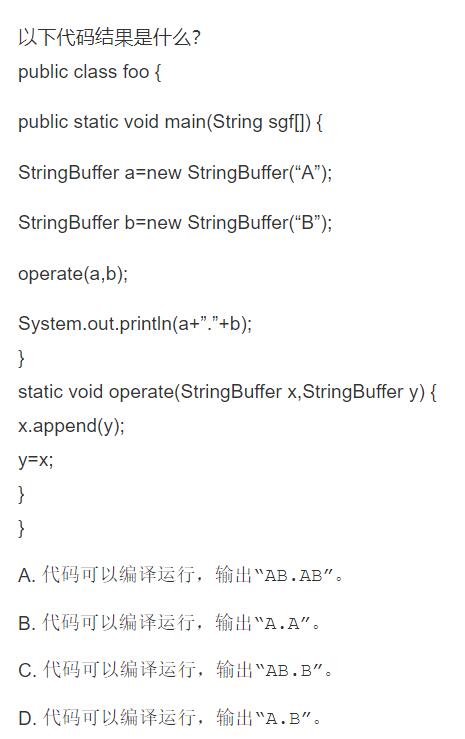 以下代码结果是什么?
public class foo {
public static void main(String sgf[]) {
StringBuffer a=new StringBuffer(“A”);
StringBuffer b=new StringBuffer(“B”);
operate(a,b);
System.out.println(a+”.”+b);
}
static void operate(StringBuffer x,StringBuffer y) {
x.append(y);
y=x;
}
}
A. 代码可以编译运行，输出“AB.AB”。
B. 代码可以编译运行，输出“A.A”。
C. 代码可以编译运行，输出“AB.B”。
D. 代码可以编译运行，输出“A.B”。